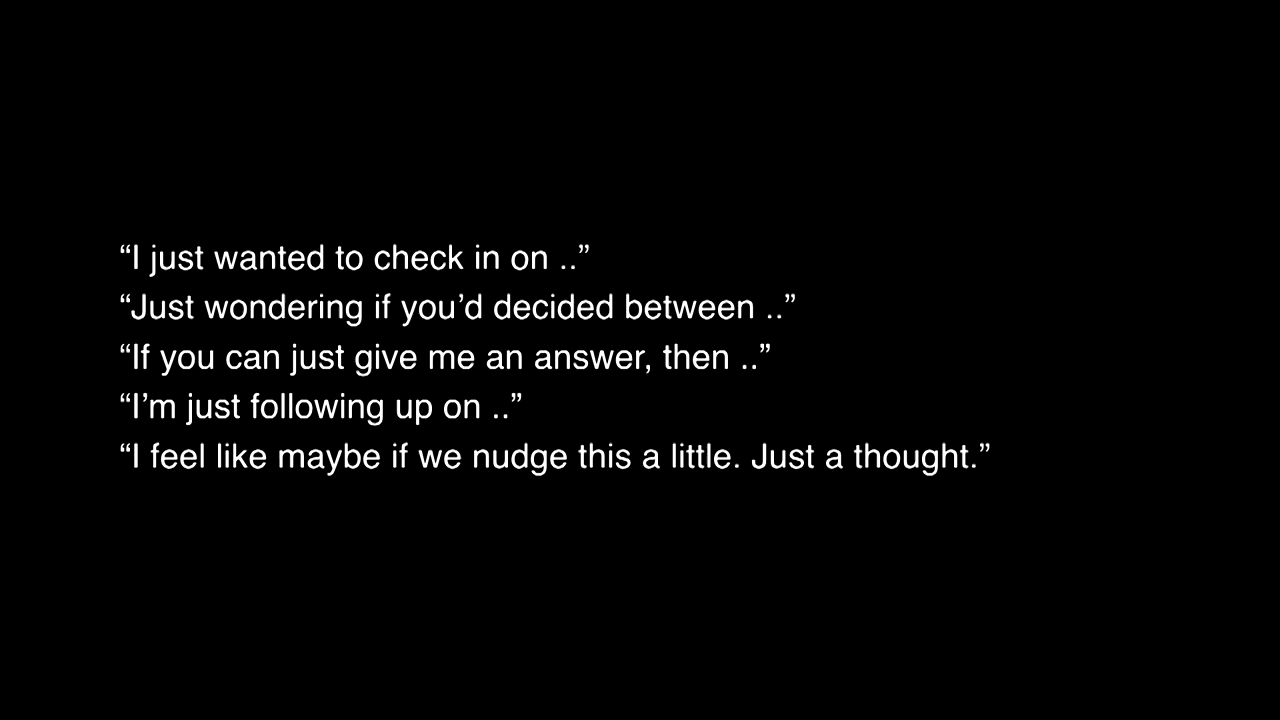 “I just wanted to check in on ..”
“Just wondering if you’d decided between ..”
“If you can just give me an answer, then ..”
“I’m just following up on ..”
“I feel like maybe if we nudge this a little. Just a thought.”